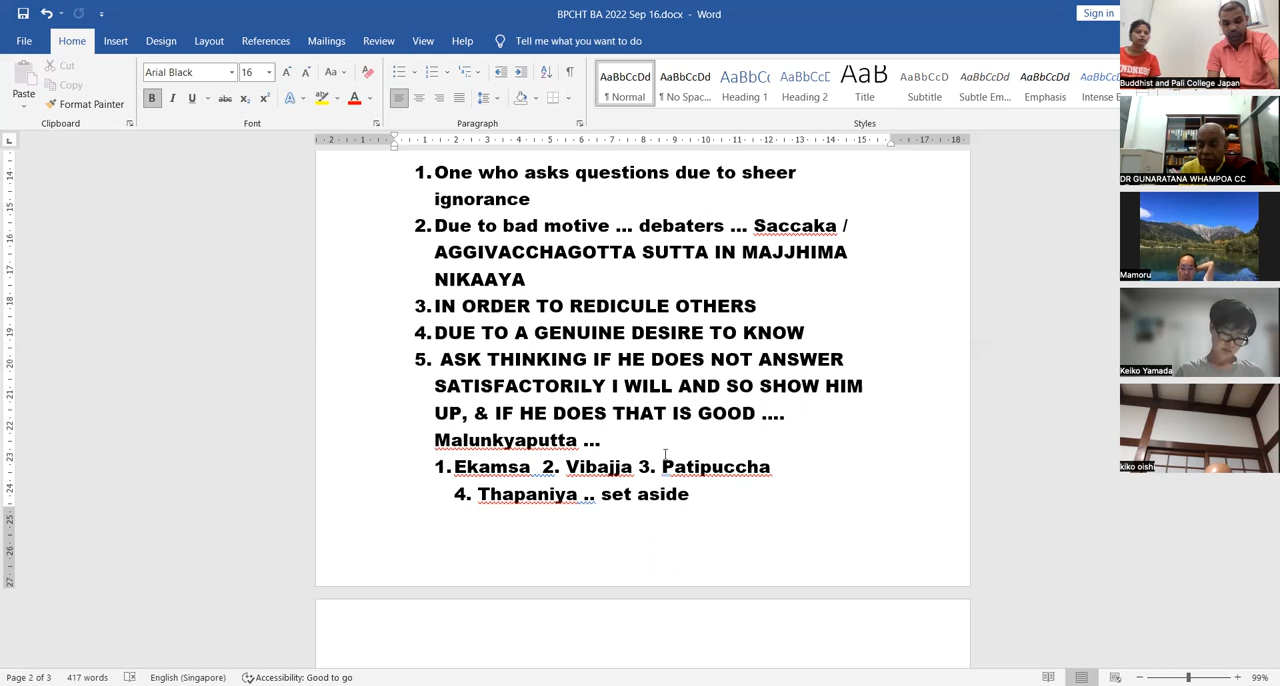 BPCHT BA 2022 Sep 16.docx - Word
Sign in
File Home Insert Design Layout References Mailings Review View Help Tell me what you want to do
Cut
Copy
Format Painter
Paste
Arial Black 16
AaBbCcDd AaBbCcDd AaBbCc AaBbCcE AaB AaBbCcD AaBbCcDd AaBbCcDd AaBbCcDd
¶ Normal ¶ No Spac... Heading 1 Heading 2 Title Subtitle Subtle Em... Emphasis Intense E
Clipboard Font Paragraph Styles
1. One who asks questions due to sheer
ignorance
2. Due to bad motive ... debaters ... Saccaka /
AGGIVACCHAGOTTA SUTTA IN MAJJHIMA
NIKAAYA
3. IN ORDER TO REDICULE OTHERS
4. DUE TO A GENUINE DESIRE TO KNOW
5. ASK THINKING IF HE DOES NOT ANSWER
SATISFACTORILY I WILL AND SO SHOW HIM
UP, & IF HE DOES THAT IS GOOD ....
Malunkyaputta ...
1. Ekamsa 2. Vibajja 3. Patipuccha
4. Thapaniya .. set aside
Page 2 of 3 417 words English (Singapore) Accessibility: Good to go 99%
Buddhist and Pali College Japan
DR GUNARATANA WHAMPOA CC
Mamoru
Keiko Yamada
kiko oishi